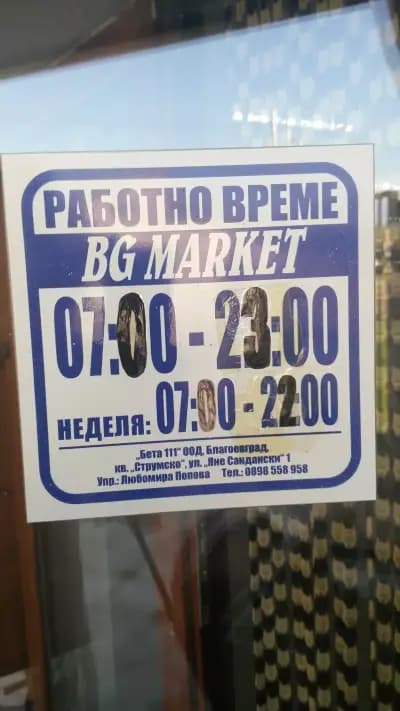 РАБОТНО ВРЕМЕ
BG MARKET
07:00 - 23:00
НЕДЕЛЯ: 07:00 - 22:00
„Бета 111" ООД, Благоевград,
кв. „Струмско", ул. „Яне Сандански" 1
Упр.: Любомира Попова Тел.: 0898 558 958